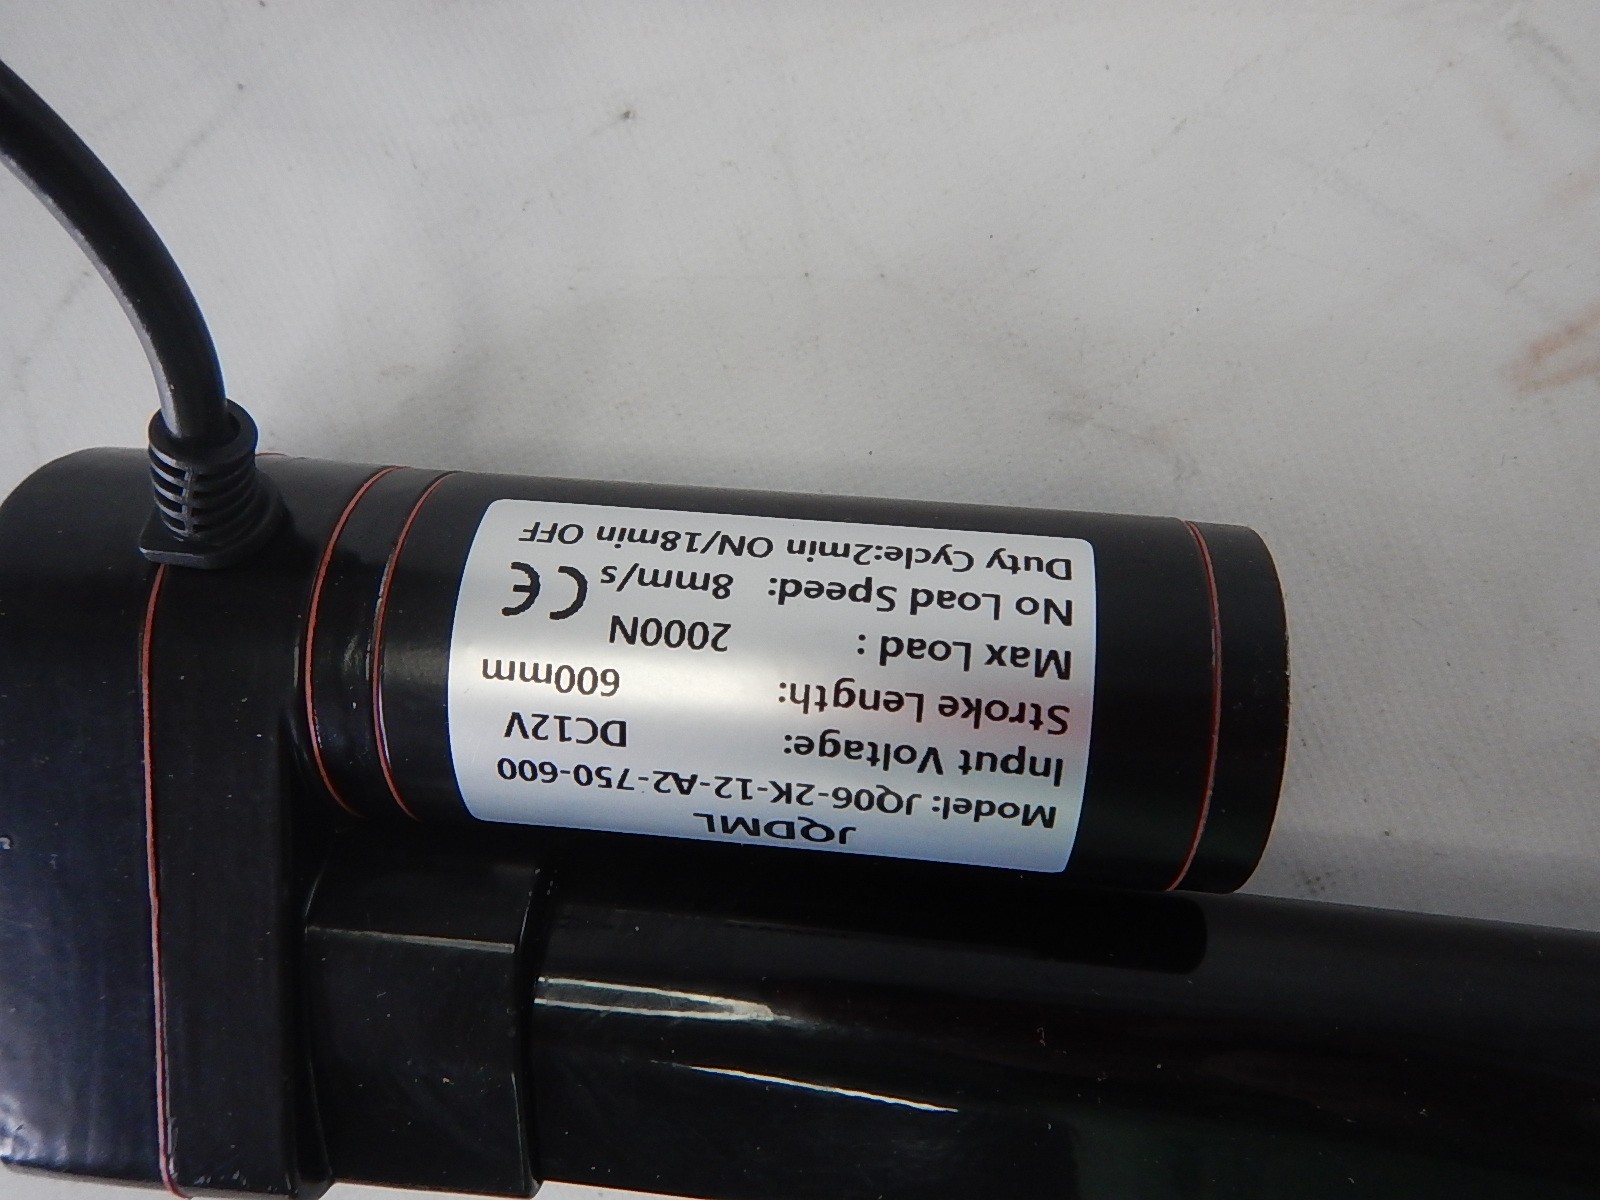 JQDML
Model: JQ06-2K-12-A2-750-600
Input Voltage: DC12V
Stroke Length: 600mm
Max Load : 2000N
No Load Speed: 8mm/s CE
Duty Cycle:2min ON/18min OFF